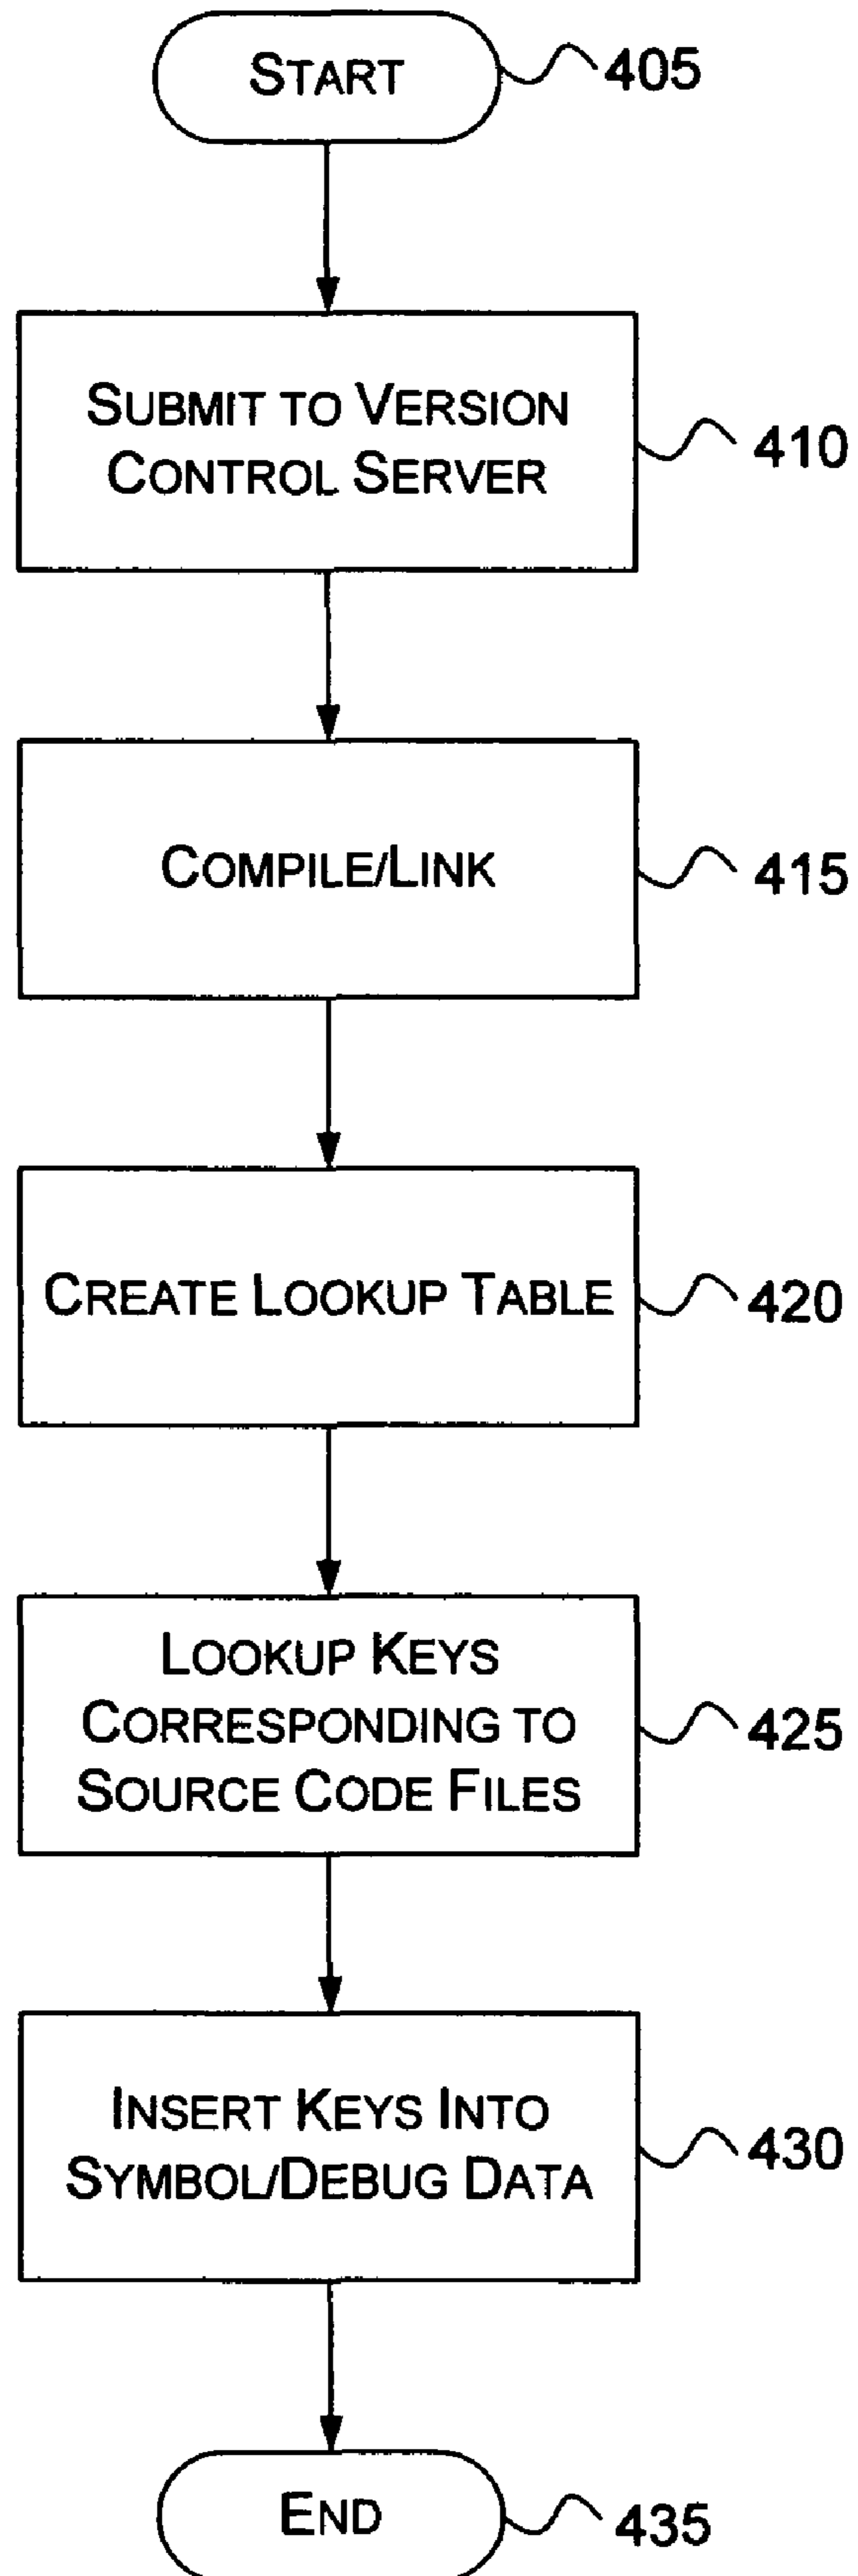 START
405
SUBMIT TO VERSION
CONTROL SERVER
410
COMPILE/LINK
415
CREATE LOOKUP TABLE
420
LOOKUP KEYS
CORRESPONDING TO
SOURCE CODE FILES
425
INSERT KEYS INTO
SYMBOL/DEBUG DATA
430
END
435